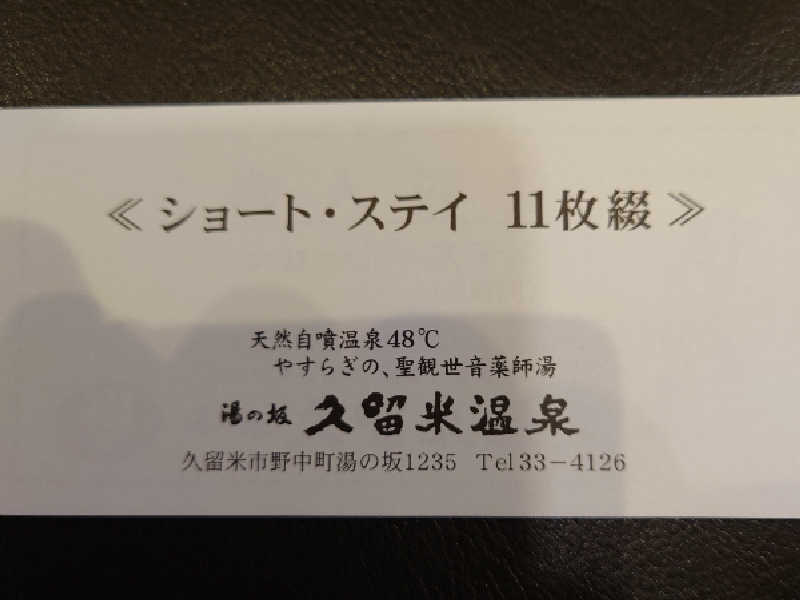 ≪ショート・ステイ 11枚綴≫
天然自噴温泉48℃
やすらぎの、聖観世音薬師湯
湯の坂 久留米温泉
久留米市野中町湯の坂1235 Tel33−4126